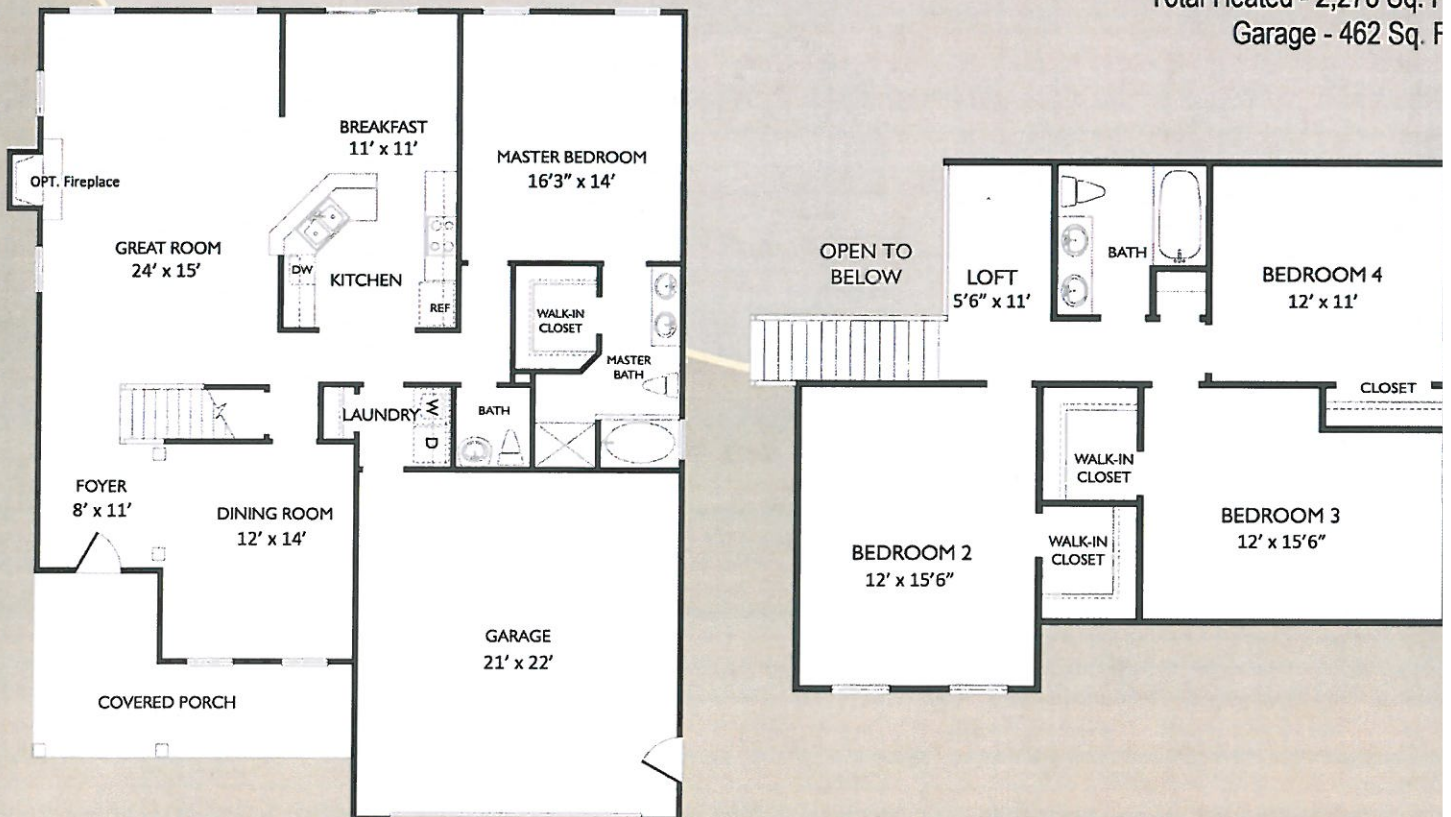 Garage - 462 Sq. F
BREAKFAST
11' x 11'
MASTER BEDROOM
16'3" x 14'
OPT. Fireplace
GREAT ROOM
24' x 15'
DW
KITCHEN
REF
WALK-IN
CLOSET
MASTER
BATH
LAUNDRY
W
D
BATH
FOYER
8' x 11'
DINING ROOM
12' x 14'
GARAGE
21' x 22'
COVERED PORCH
OPEN TO
BELOW
LOFT
5'6" x 11'
BATH
BEDROOM 4
12' x 11'
CLOSET
WALK-IN
CLOSET
WALK-IN
CLOSET
BEDROOM 2
12' x 15'6"
BEDROOM 3
12' x 15'6"